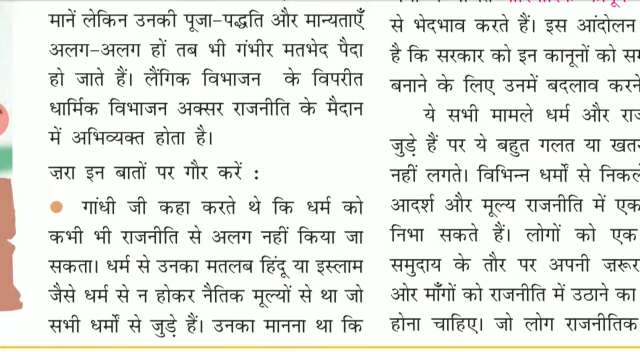 मानें लेकिन उनकी पूजा-पद्धति और मान्यताएँ
अलग-अलग हों तब भी गंभीर मतभेद पैदा
हो जाते हैं। लैंगिक विभाजन के विपरीत
धार्मिक विभाजन अक्सर राजनीति के मैदान
में अभिव्यक्त होता है।
ज़रा इन बातों पर गौर करें :
● गांधी जी कहा करते थे कि धर्म को
कभी भी राजनीति से अलग नहीं किया जा
सकता। धर्म से उनका मतलब हिंदू या इस्लाम
जैसे धर्म से न होकर नैतिक मूल्यों से था जो
सभी धर्मों से जुड़े हैं। उनका मानना था कि
से भेदभाव करते हैं। इस आंदोलन
है कि सरकार को इन कानूनों को
बनाने के लिए उनमें बदलाव करने
ये सभी मामले धर्म और
जुड़े हैं पर ये बहुत गलत या
नहीं लगते। विभिन्न धर्मों से
आदर्श और मूल्य राजनीति में एक
निभा सकते हैं। लोगों को एक
समुदाय के तौर पर अपनी
ओर माँगों को राजनीति में उठाने का
होना चाहिए। जो लोग राजनीतिक